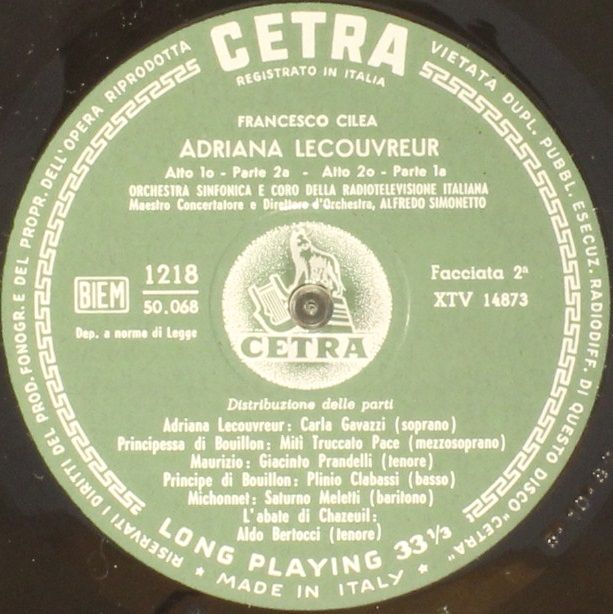 CETRA
REGISTRATO IN ITALIA
RISERVATI I DIRITTI DEL PROD. FONOGR. E DEL PROPR. DELL'OPERA RIPRODOTTA
VIETATA DUPL. PUBBL. ESECUZ. RADIODIFF. DI QUESTO DISCO "CETRA"
FRANCESCO CILEA
ADRIANA LECOUVREUR
Atto 1o - Parte 2a - Atto 2o - Parte 1a
ORCHESTRA SINFONICA E CORO DELLA RADIOTELEVISIONE ITALIANA
Maestro Concertatore e Direttore d'Orchestra, ALFREDO SIMONETTO
BIEM
1218
50.068
Dep. a norme di Legge
Facciata 2ª
XTV 14873
CETRA
Distribuzione delle parti
Adriana Lecouvreur: Carla Gavazzi (soprano)
Principessa di Bouillon: Miti Truccato Pace (mezzosoprano)
Maurizio: Giacinto Prandelli (tenore)
Principe di Bouillon: Plinio Clabassi (basso)
Michonnet: Saturno Meletti (baritono)
L'abate di Chazeuil:
Aldo Bertocci (tenore)
LONG PLAYING 33 1/3
★ MADE IN ITALY ★